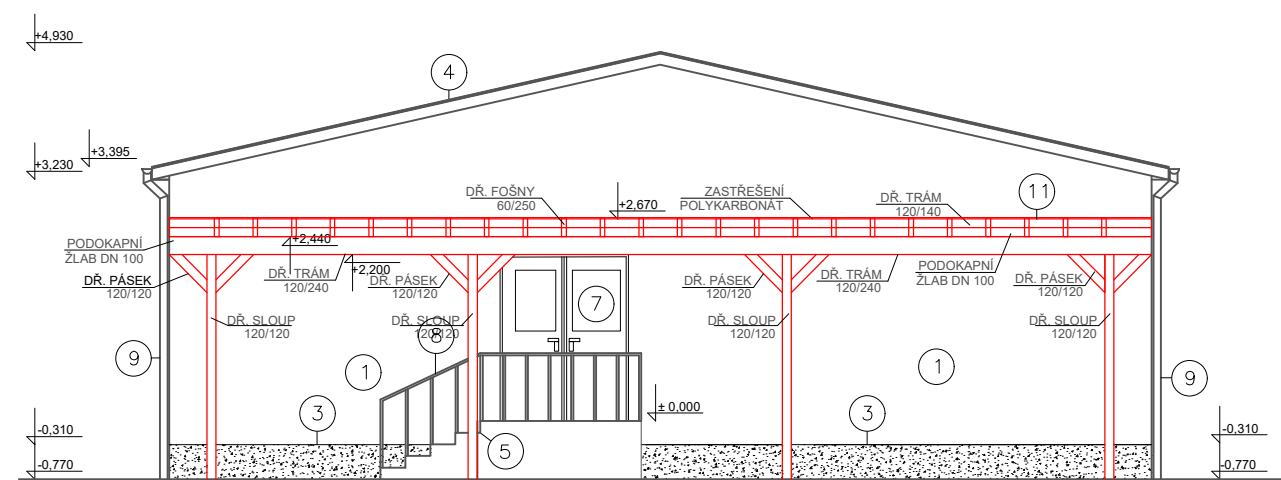 +4,930
4
+3,395
+3,230
DŘ. FOŠNY
60/250
+2,670
ZASTŘEŠENÍ
POLYKARBONÁT
DŘ. TRÁM
120/140
11
PODOKAPNÍ
ŽLAB DN 100
+2,440
+2,200
DŘ. PÁSEK
120/120
DŘ. TRÁM
120/240
DŘ. PÁSEK
120/120
7
DŘ. PÁSEK
120/120
DŘ. TRÁM
120/240
PODOKAPNÍ
ŽLAB DN 100
DŘ. PÁSEK
120/120
DŘ. SLOUP
120/120
DŘ. SLOUP
120/120
DŘ. SLOUP
120/120
DŘ. SLOUP
120/120
8
9
1
1
9
± 0,000
3
3
5
-0,310
-0,770
-0,310
-0,770